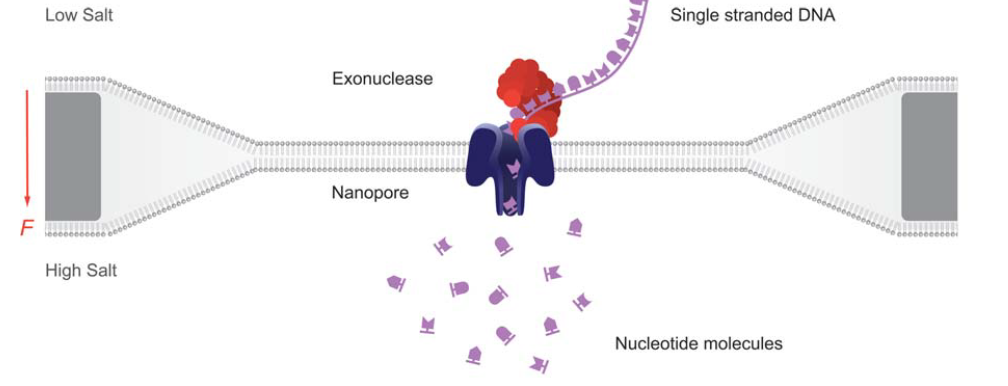 Low Salt
Single stranded DNA
Exonuclease
Nanopore
F
High Salt
Nucleotide molecules